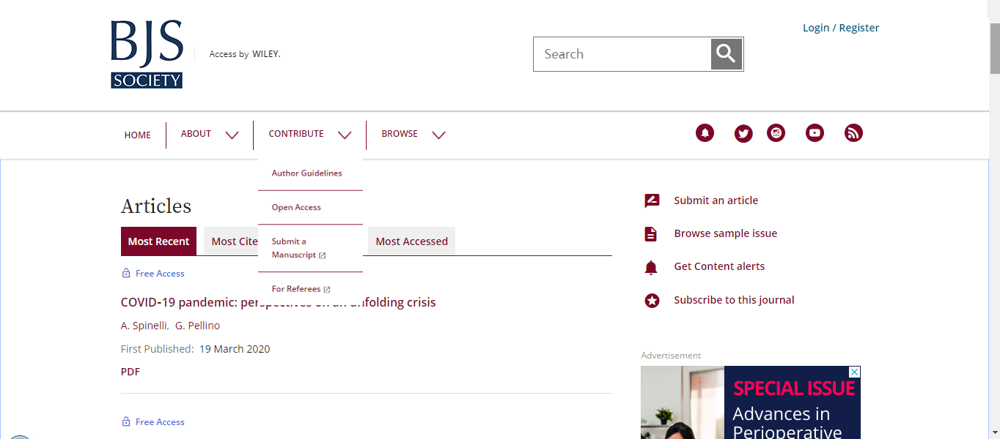 BJS
SOCIETY
Access by WILEY.
Search
Login / Register
HOME
ABOUT
CONTRIBUTE
BROWSE
Author Guidelines
Open Access
Submit a
Manuscript
For Referees
Articles
Most Recent
Most Cite
Most Accessed
Free Access
COVID-19 pandemic: perspectives on an unfolding crisis
A. Spinelli, G. Pellino
First Published: 19 March 2020
PDF
Free Access
Submit an article
Browse sample issue
Get Content alerts
Subscribe to this journal
Advertisement
SPECIAL ISSUE
Advances in
Perioperative